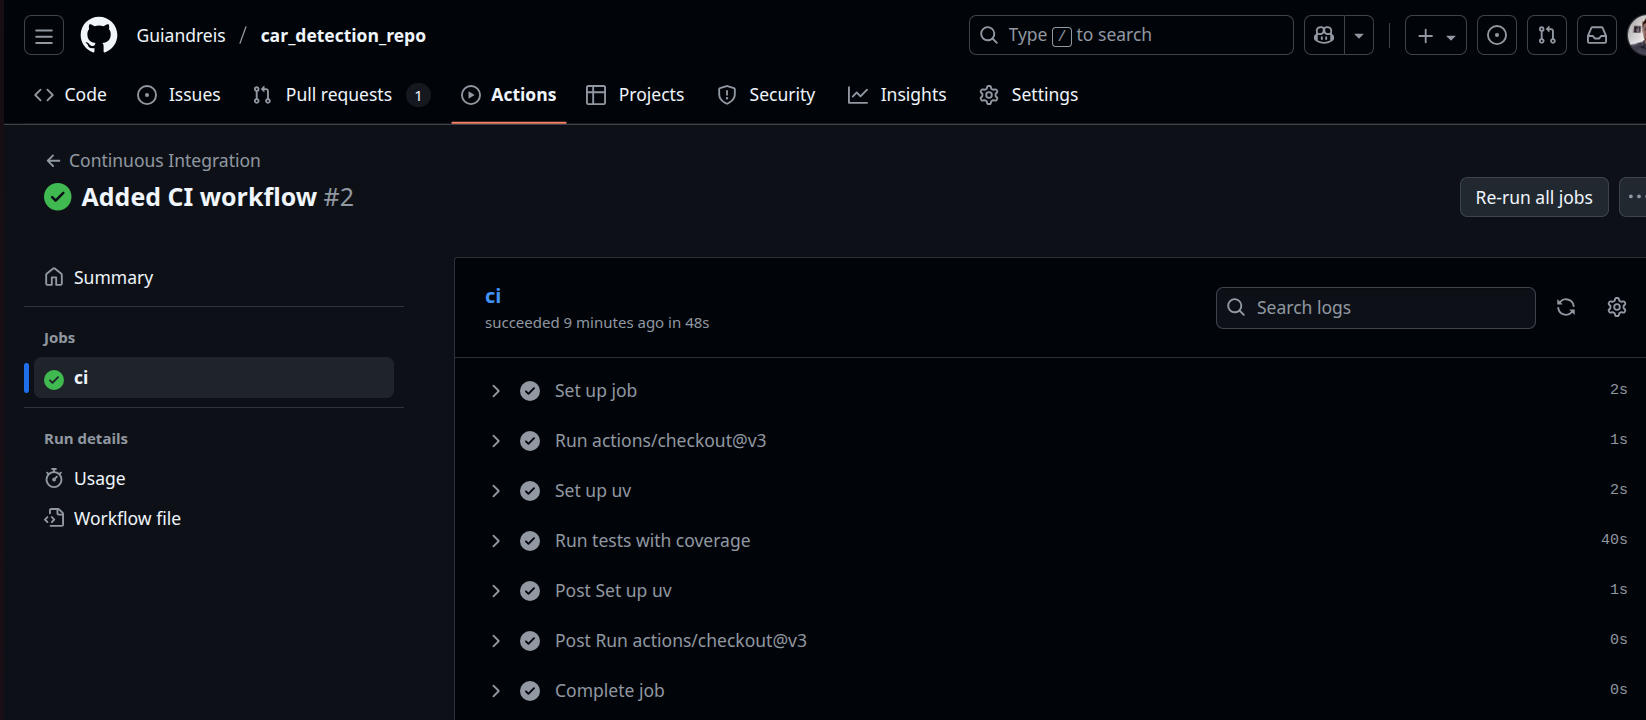 Guiandreis / car_detection_repo
Type / to search
Code
Issues
Pull requests 1
Actions
Projects
Security
Insights
Settings
Continuous Integration
Added CI workflow #2
Re-run all jobs
Summary
Jobs
ci
Run details
Usage
Workflow file
ci
succeeded 9 minutes ago in 48s
Search logs
Set up job 2s
Run actions/checkout@v3 1s
Set up uv 2s
Run tests with coverage 40s
Post Set up uv 1s
Post Run actions/checkout@v3 0s
Complete job 0s